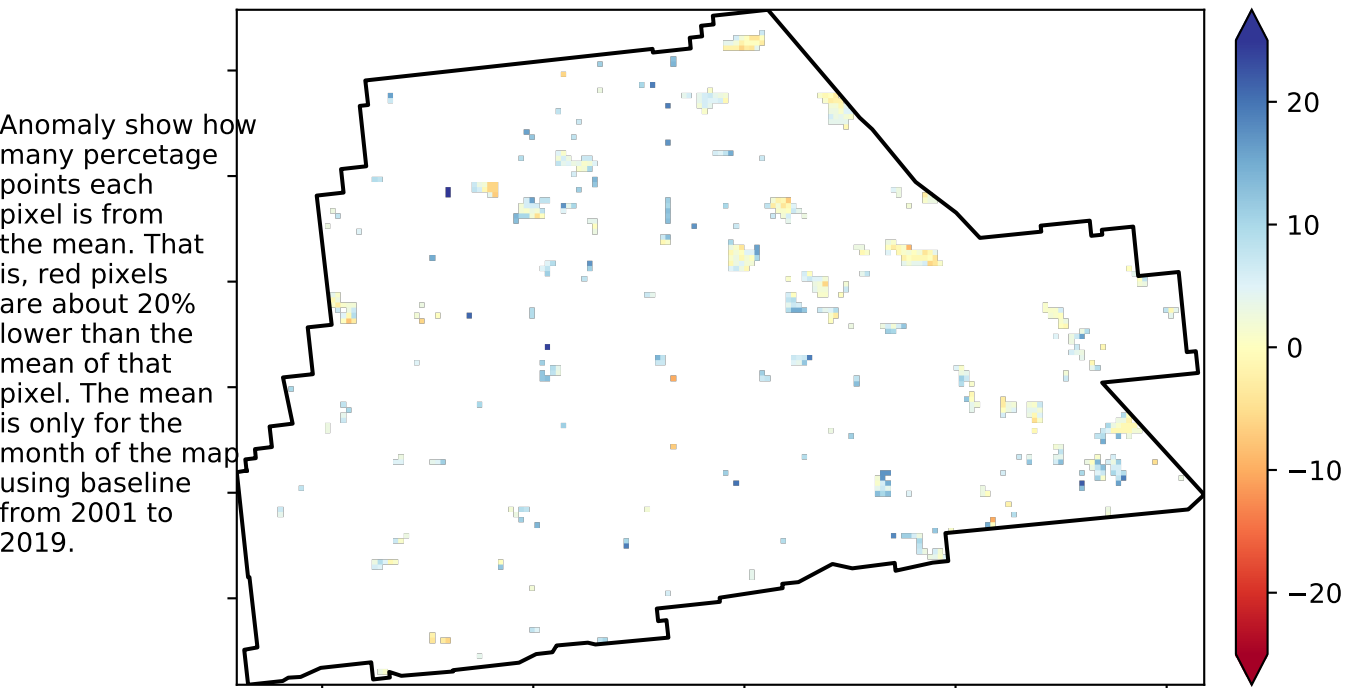 Anomaly show how
many percetage
points each
pixel is from
the mean. That
is, red pixels
are about 20%
lower than the
mean of that
pixel. The mean
is only for the
month of the map
using baseline
from 2001 to
2019.
20
10
0
−10
−20